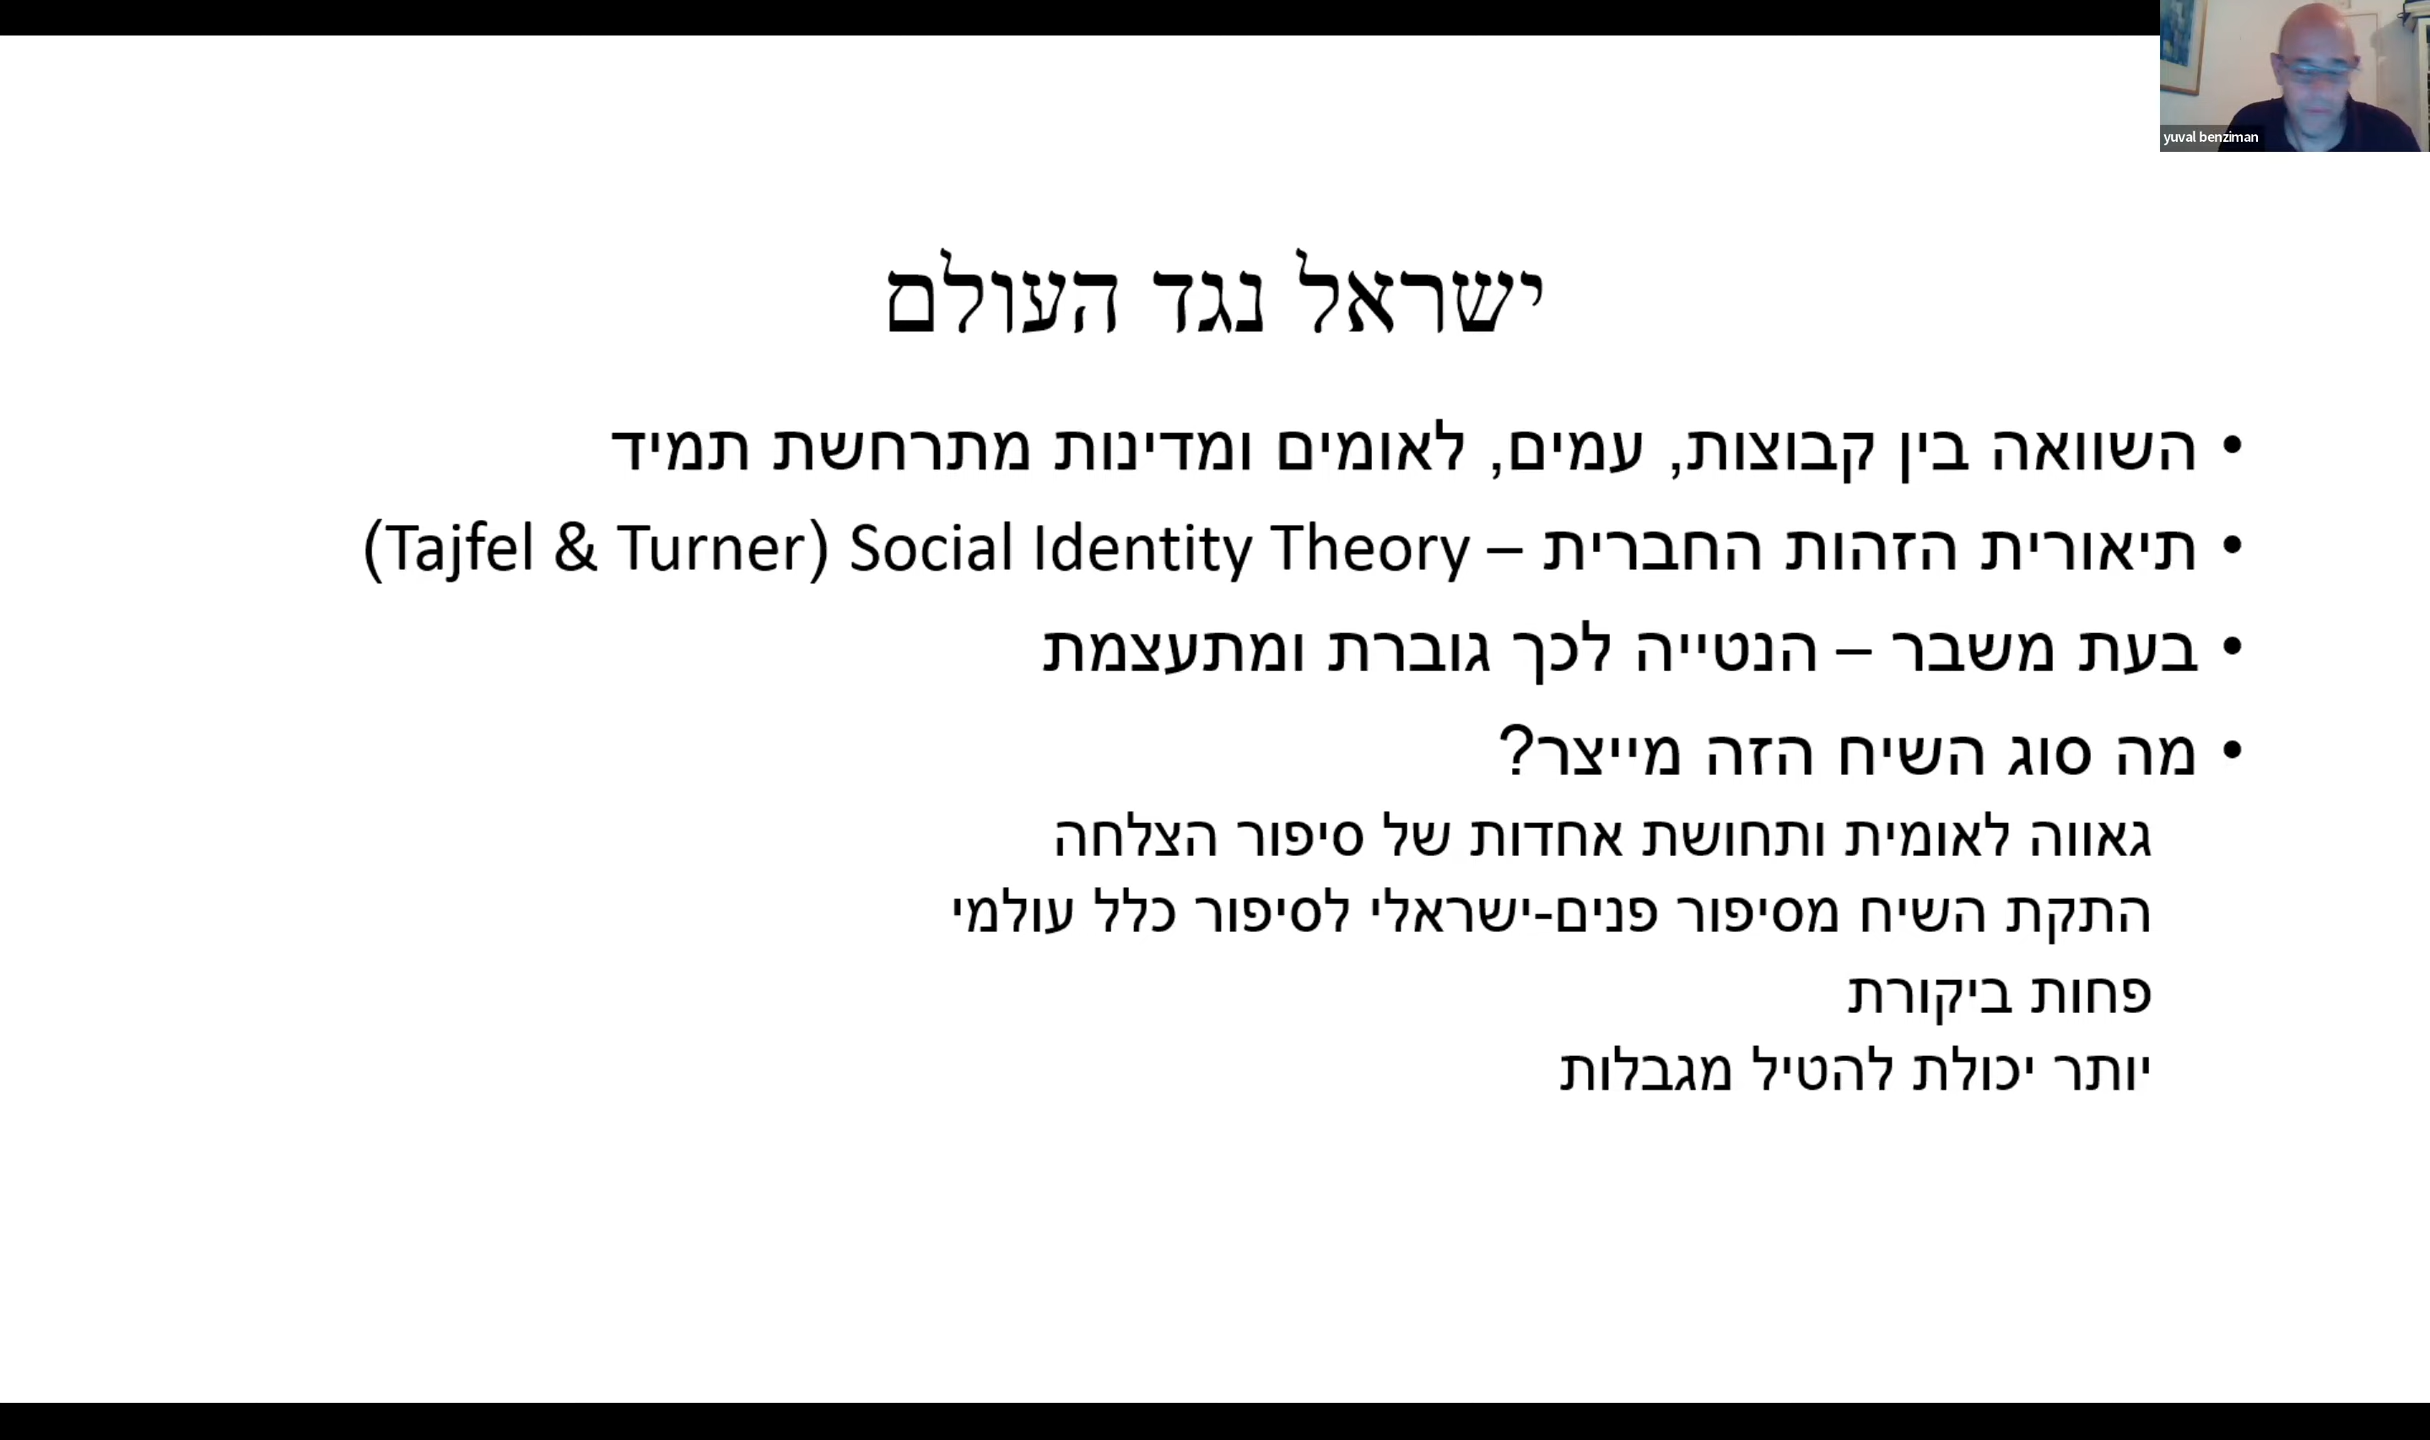 yuval benziman
ישראל נגד העולם
• השוואה בין קבוצות, עמים, לאומים ומדינות מתרחשת תמיד
• תיאורית הזהות החברית – Social Identity Theory (Tajfel & Turner)
• בעת משבר – הנטייה לכך גוברת ומתעצמת
• מה סוג השיח הזה מייצר?
גאווה לאומית ותחושת אחדות של סיפור הצלחה
התקת השיח מסיפור פנים-ישראלי לסיפור כלל עולמי
פחות ביקורת
יותר יכולת להטיל מגבלות